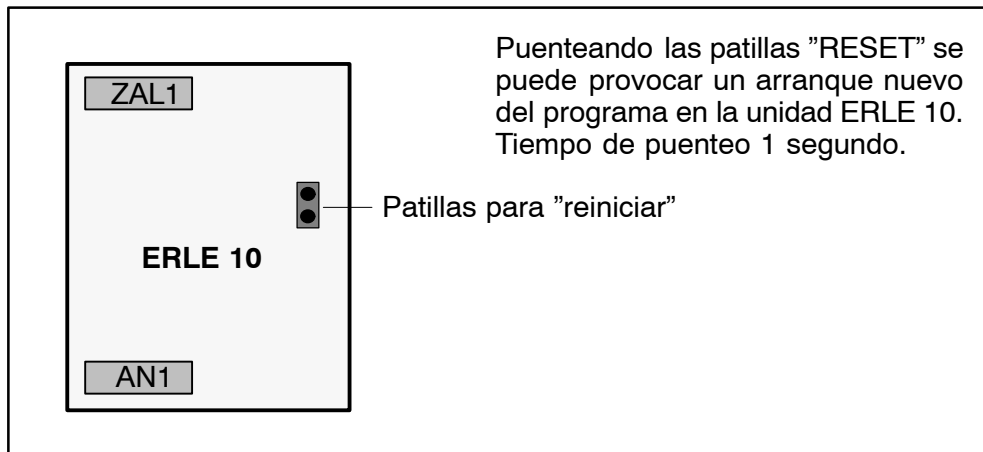 Puenteando las patillas ”RESET” se
puede provocar un arranque nuevo
del programa en la unidad ERLE 10.
Tiempo de puenteo 1 segundo.
ZAL1
Patillas para ”reiniciar”
ERLE 10
AN1